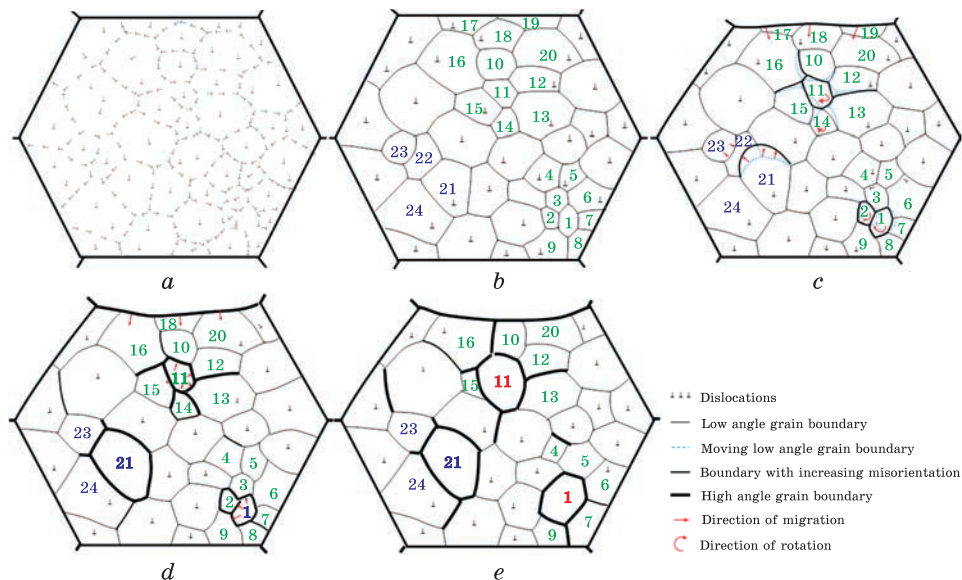 17 18 19
16 10 20
11 12
15 14 13
23 22
21
24
4 5
3 6
2 1 7
9 8
17 18 19
16 10 20
11 12
15 14 13
23 22
21
24
4 5
3 6
2 1 7
9 8
a b c
18
16 10 20
11 12
15 14 13
23
21
24
4 5
3 6
2 1 7
9 8
16 10 20
11 12
15 13
23
21
24
4 5
6
1 7
9
d e
Dislocations
Low angle grain boundary
Moving low angle grain boundary
Boundary with increasing misorientation
High angle grain boundary
Direction of migration
Direction of rotation